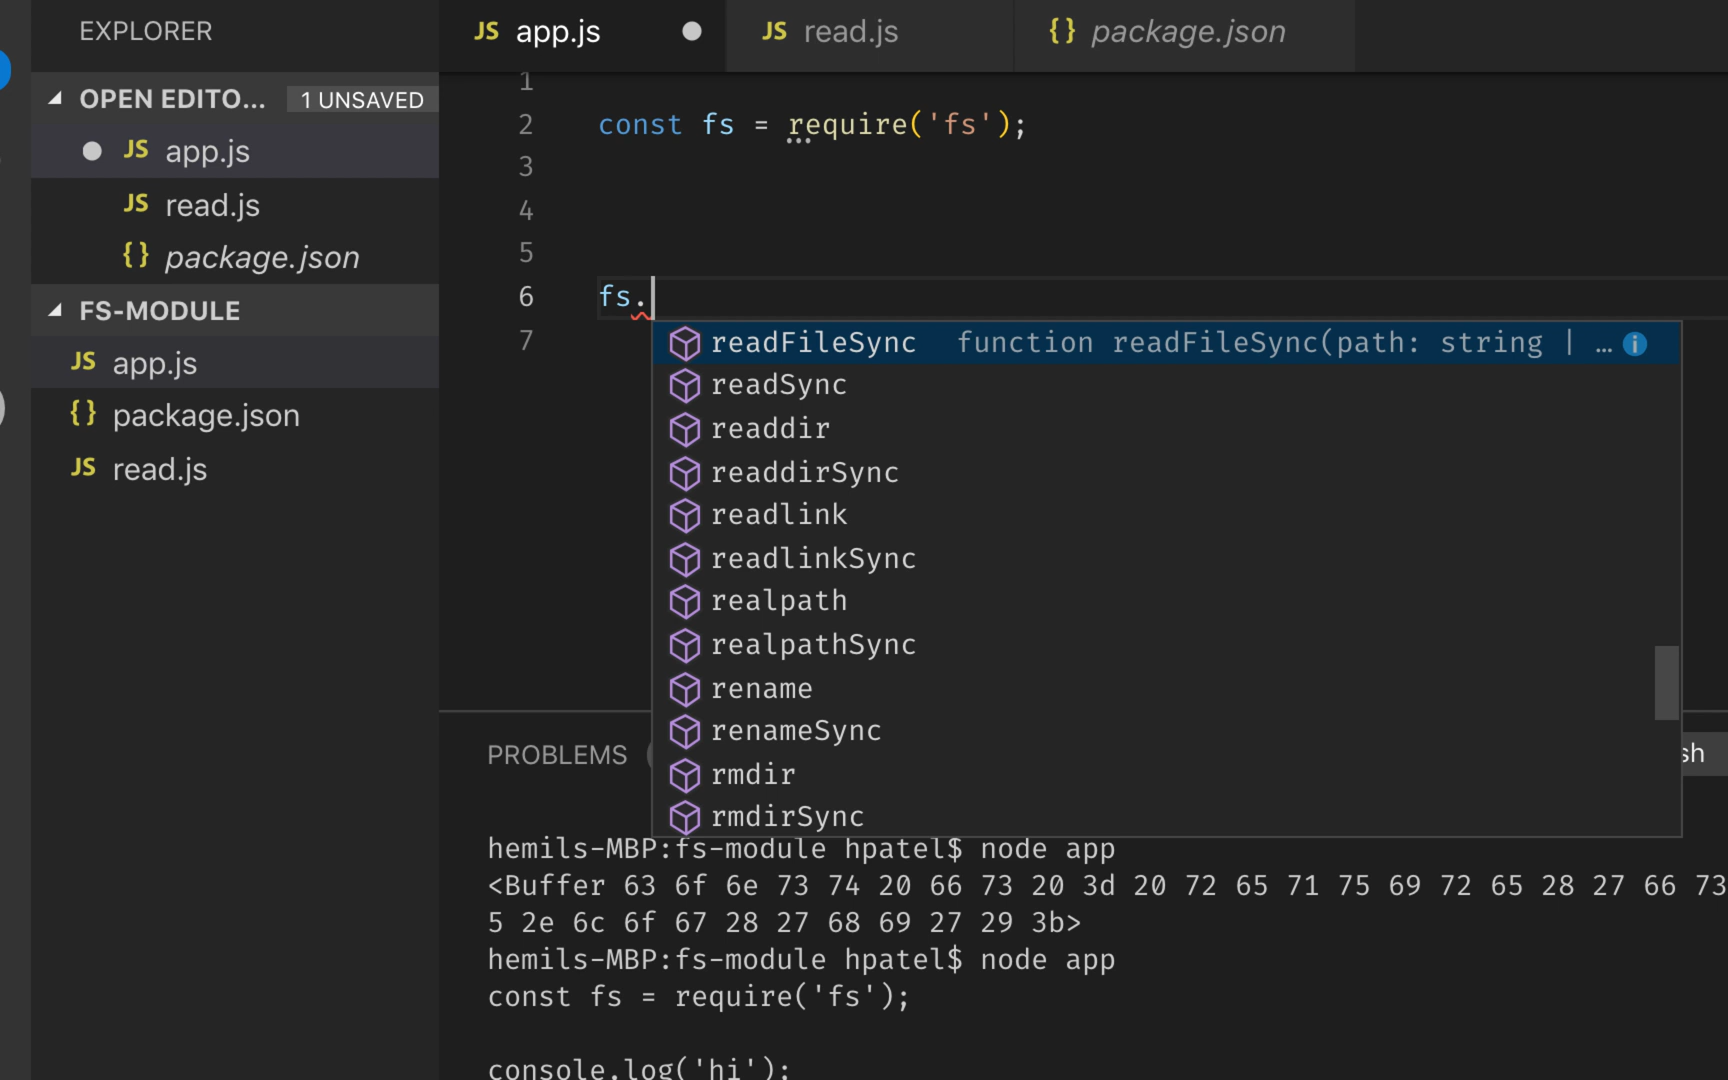 EXPLORER
OPEN EDITO... 1 UNSAVED
JS app.js
JS read.js
{} package.json
FS-MODULE
JS app.js
{} package.json
JS read.js
JS app.js
JS read.js
{} package.json
1
2 const fs = require('fs');
3
4
5
6 fs.
7
readFileSync function readFileSync(path: string | …
readSync
readdir
readdirSync
readlink
readlinkSync
realpath
realpathSync
rename
renameSync
rmdir
rmdirSync
PROBLEMS
sh
hemils-MBP:fs-module hpatel$ node app
<Buffer 63 6f 6e 73 74 20 66 73 20 3d 20 72 65 71 75 69 72 65 28 27 66 73
5 2e 6c 6f 67 28 27 68 69 27 29 3b>
hemils-MBP:fs-module hpatel$ node app
const fs = require('fs');
console.log('hi');